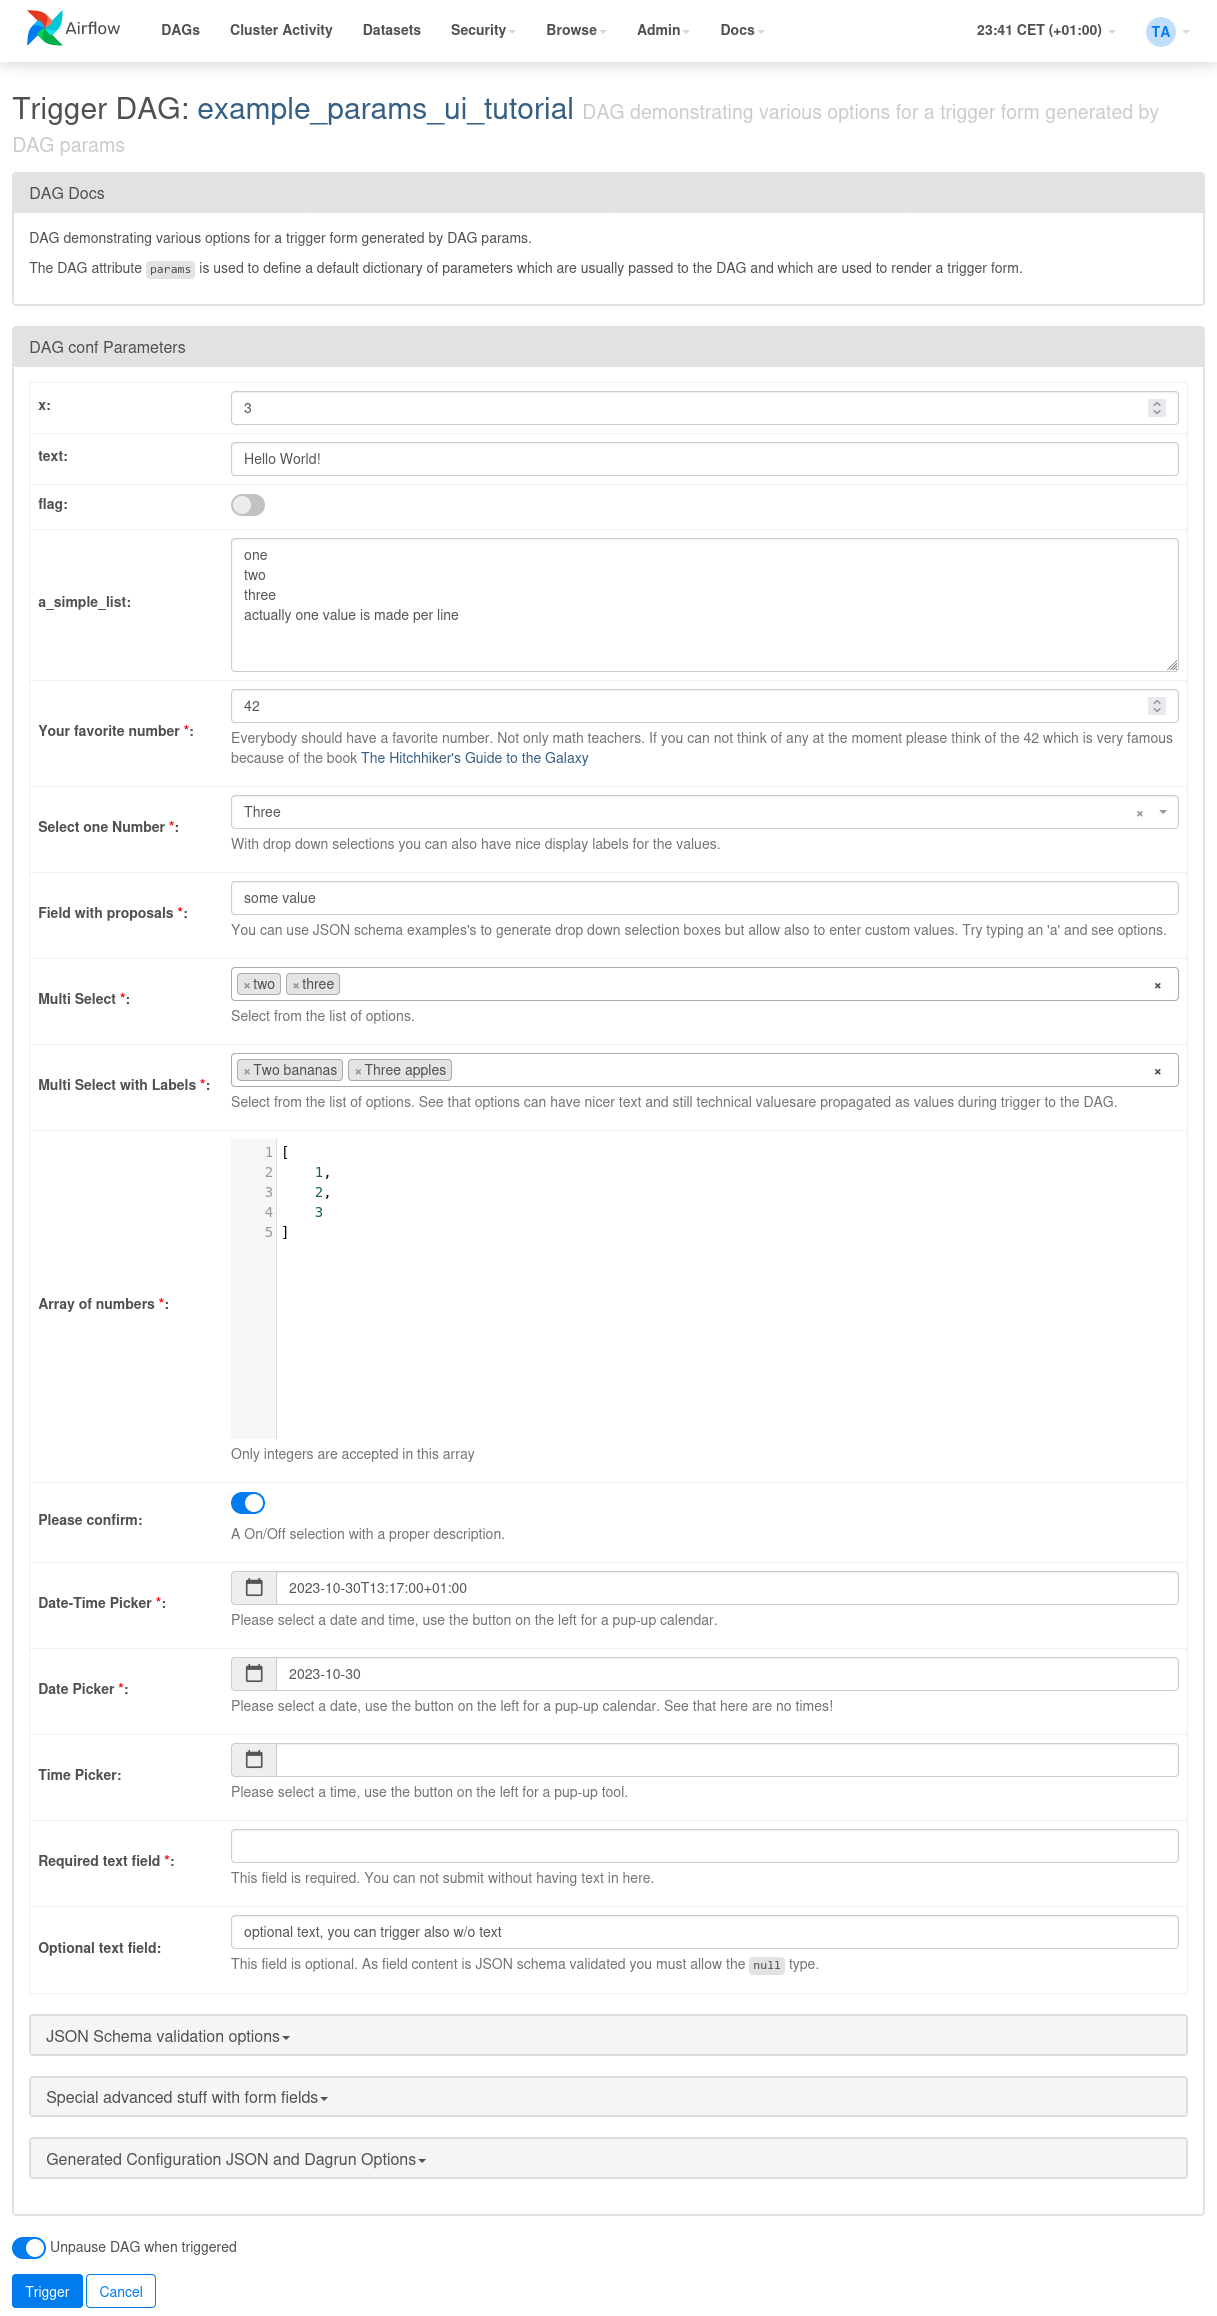 Airflow
DAGs Cluster Activity Datasets Security Browse Admin Docs 23:41 CET (+01:00) TA
Trigger DAG: example_params_ui_tutorial DAG demonstrating various options for a trigger form generated by
DAG params
DAG Docs
DAG demonstrating various options for a trigger form generated by DAG params.
The DAG attribute params is used to define a default dictionary of parameters which are usually passed to the DAG and which are used to render a trigger form.
DAG conf Parameters
x: 3
text: Hello World!
flag:
a_simple_list:
one
two
three
actually one value is made per line
Your favorite number *:
42
Everybody should have a favorite number. Not only math teachers. If you can not think of any at the moment please think of the 42 which is very famous
because of the book The Hitchhiker's Guide to the Galaxy
Select one Number *:
Three ×
With drop down selections you can also have nice display labels for the values.
Field with proposals *:
some value
You can use JSON schema examples's to generate drop down selection boxes but allow also to enter custom values. Try typing an 'a' and see options.
Multi Select *:
×two ×three ×
Select from the list of options.
Multi Select with Labels *:
×Two bananas ×Three apples ×
Select from the list of options. See that options can have nicer text and still technical valuesare propagated as values during trigger to the DAG.
Array of numbers *:
1 [
2 1,
3 2,
4 3
5 ]
Only integers are accepted in this array
Please confirm:
A On/Off selection with a proper description.
Date-Time Picker *:
2023-10-30T13:17:00+01:00
Please select a date and time, use the button on the left for a pup-up calendar.
Date Picker *:
2023-10-30
Please select a date, use the button on the left for a pup-up calendar. See that here are no times!
Time Picker:
Please select a time, use the button on the left for a pup-up tool.
Required text field *:
This field is required. You can not submit without having text in here.
Optional text field:
optional text, you can trigger also w/o text
This field is optional. As field content is JSON schema validated you must allow the null type.
JSON Schema validation options
Special advanced stuff with form fields
Generated Configuration JSON and Dagrun Options
Unpause DAG when triggered
Trigger Cancel